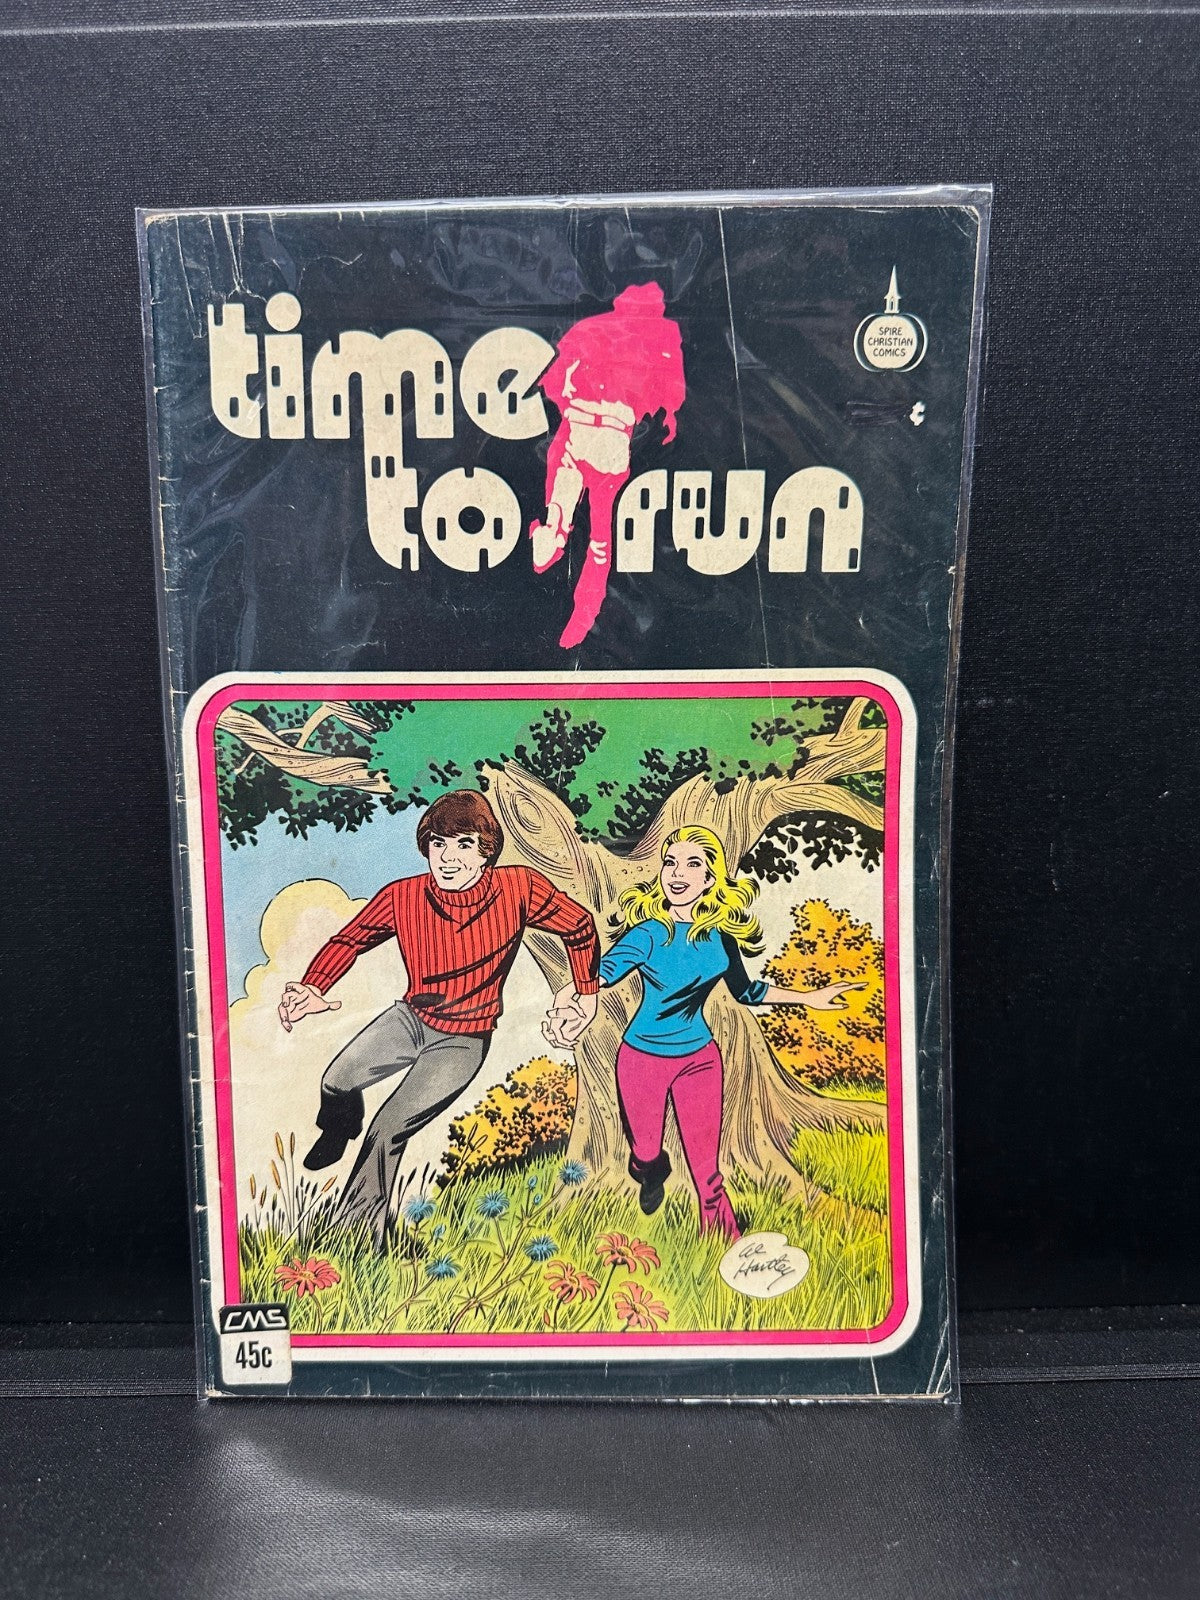 time
to run
SPIRE
CHRISTIAN
COMICS
¢
Al
Hartley
CMS
45c